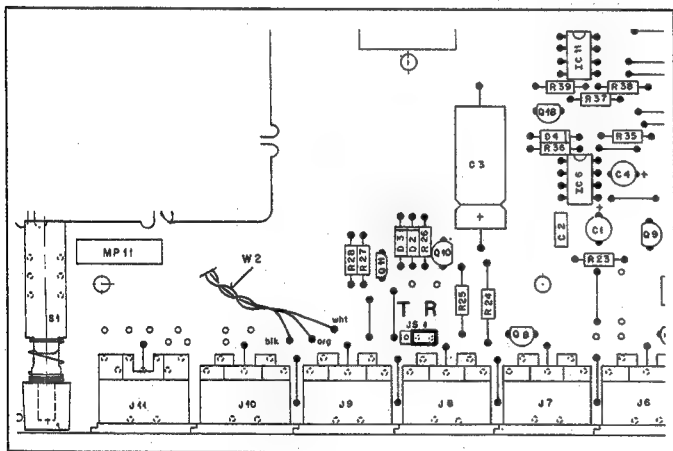 IC11
R39
R38
R37
Q18
D4
R35
R36
C3
IC6
C4
+
+
C2
C1
Q9
MP11
W2
R28
R27
Q11
D3
D2
R26
Q10
+
R23
S1
wht
T R
R25
R24
JS4
blk
org
Q8
J11
J10
J9
J8
J7
J6